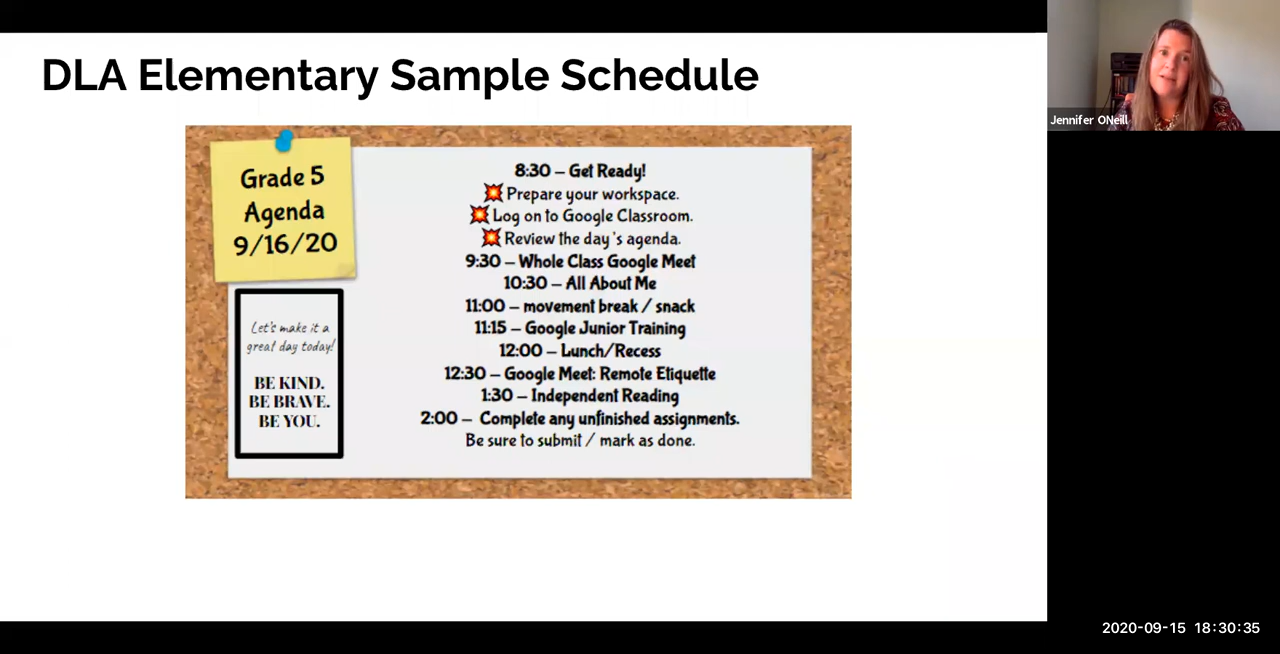 DLA Elementary Sample Schedule
Grade 5
Agenda
9/16/20
Let's make it a
great day today!
BE KIND.
BE BRAVE.
BE YOU.
8:30 – Get Ready!
Prepare your workspace.
Log on to Google Classroom.
Review the day's agenda.
9:30 – Whole Class Google Meet
10:30 – All About Me
11:00 – movement break / snack
11:15 – Google Junior Training
12:00 – Lunch/Recess
12:30 – Google Meet: Remote Etiquette
1:30 – Independent Reading
2:00 – Complete any unfinished assignments.
Be sure to submit / mark as done.
Jennifer ONeill
2020-09-15 18:30:35